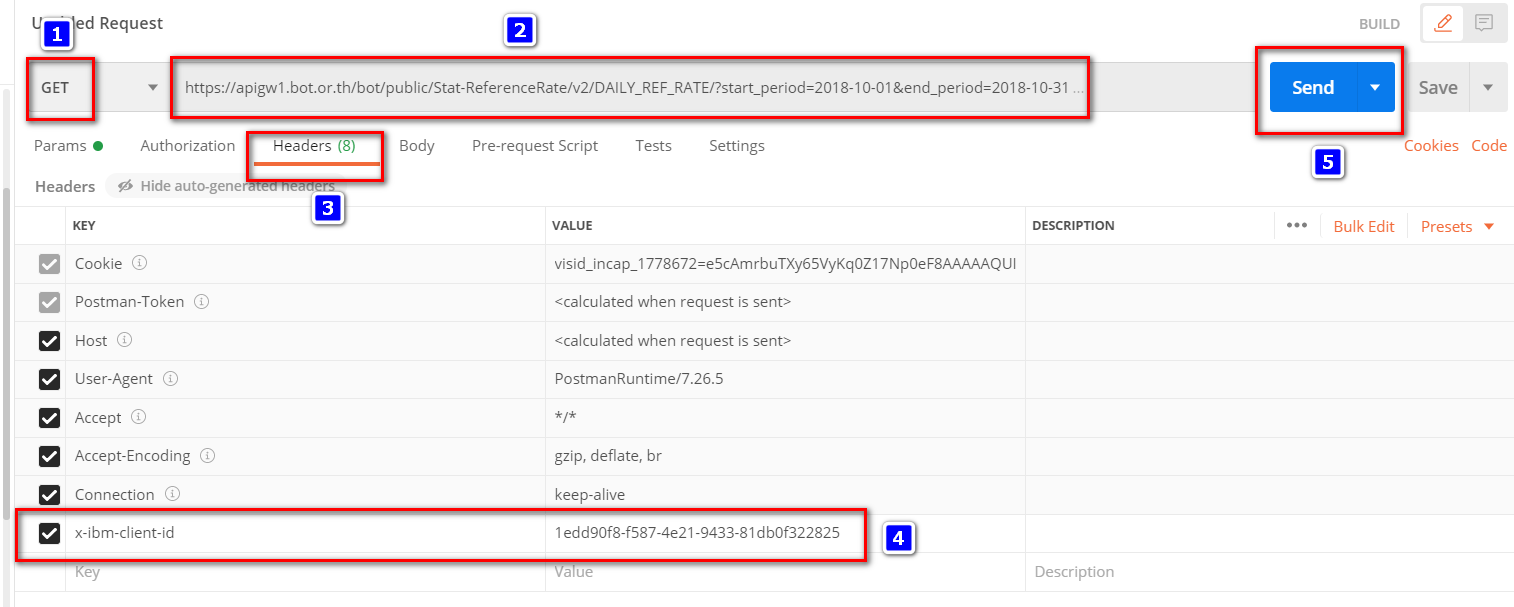 Request
BUILD
1
2
GET
https://apigw1.bot.or.th/bot/public/Stat-ReferenceRate/v2/DAILY_REF_RATE/?start_period=2018-10-01&end_period=2018-10-31 ...
Send
Save
Params
Authorization
Headers (8)
Body
Pre-request Script
Tests
Settings
Cookies
Code
5
Headers
Hide auto-generated headers
3
KEY
VALUE
DESCRIPTION
Bulk Edit
Presets
Cookie
visid_incap_1778672=e5cAmrbuTXy65VyKq0Z17Np0eF8AAAAAQUI
Postman-Token
<calculated when request is sent>
Host
<calculated when request is sent>
User-Agent
PostmanRuntime/7.26.5
Accept
*/*
Accept-Encoding
gzip, deflate, br
Connection
keep-alive
x-ibm-client-id
1edd90f8-f587-4e21-9433-81db0f322825
4
Key
Value
Description